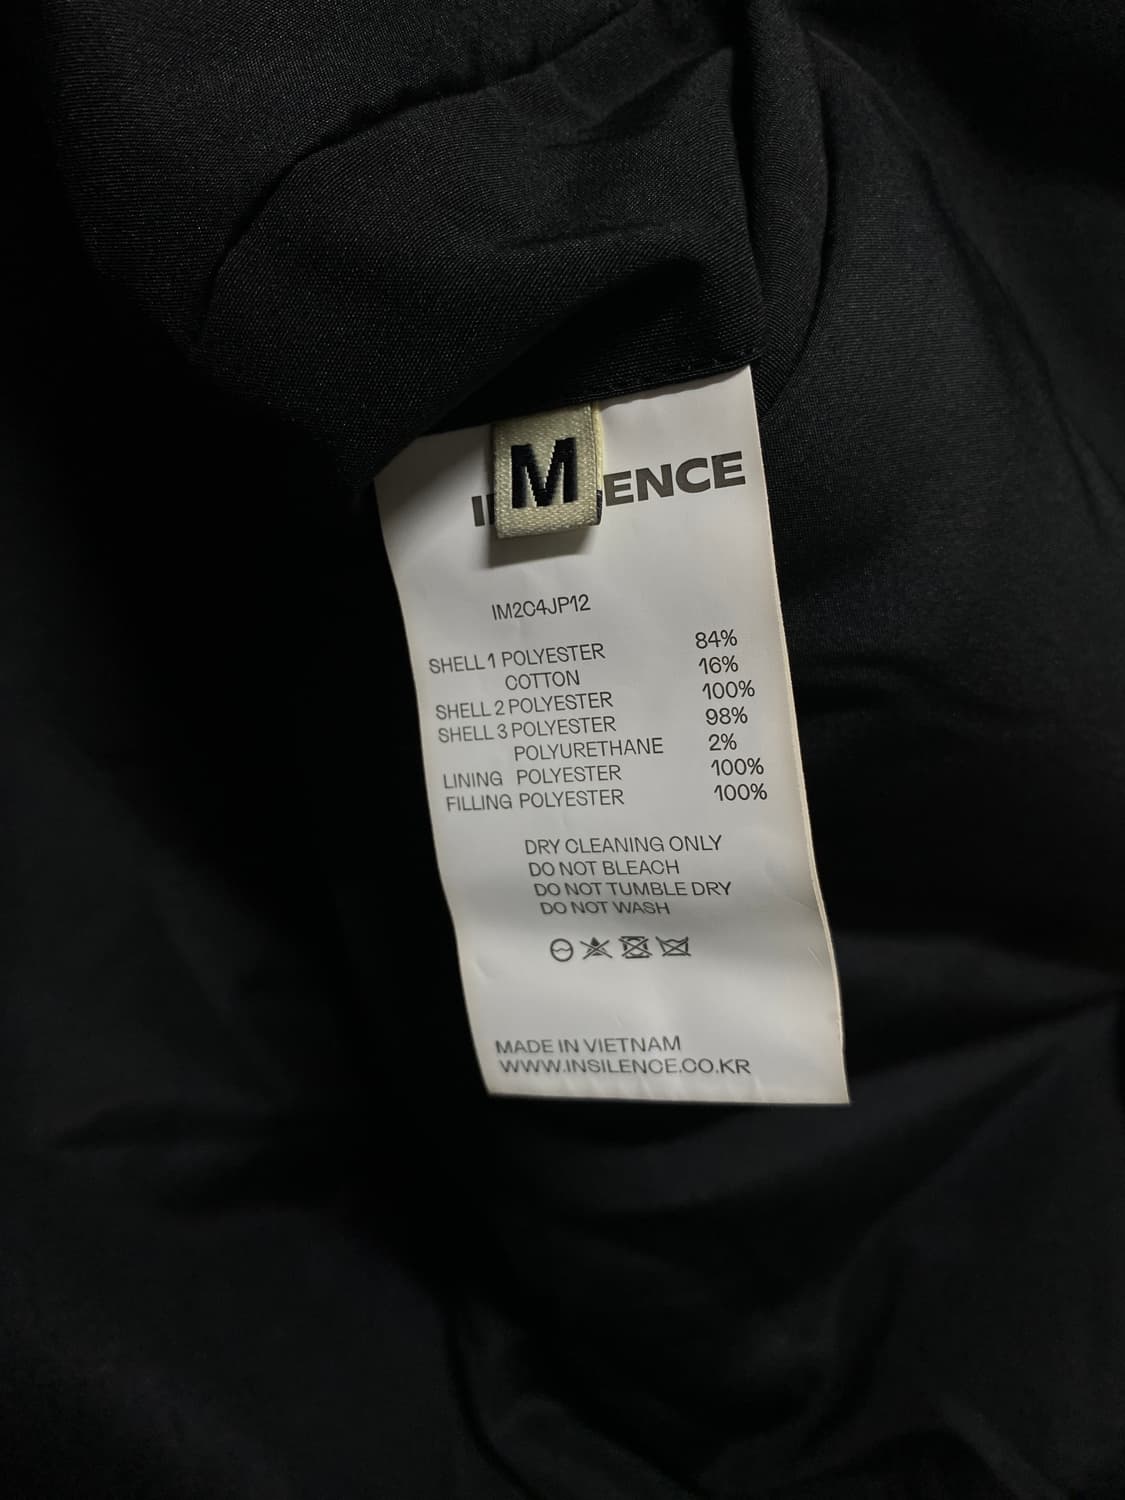 M
ENCE
IM2C4JP12
SHELL 1 POLYESTER 84%
COTTON 16%
SHELL 2 POLYESTER 100%
SHELL 3 POLYESTER 98%
POLYURETHANE 2%
LINING POLYESTER 100%
FILLING POLYESTER 100%
DRY CLEANING ONLY
DO NOT BLEACH
DO NOT TUMBLE DRY
DO NOT WASH
MADE IN VIETNAM
WWW.INSILENCE.CO.KR